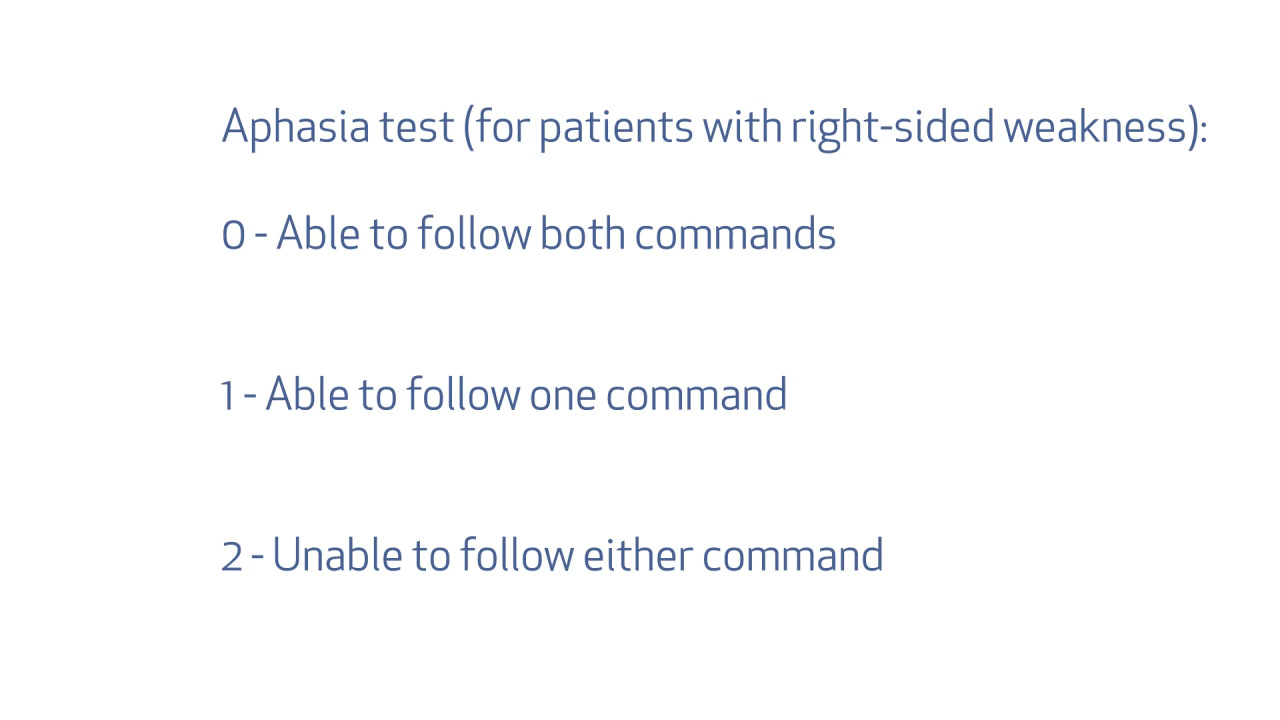 Aphasia test (for patients with right-sided weakness):
0 - Able to follow both commands
1 - Able to follow one command
2 - Unable to follow either command